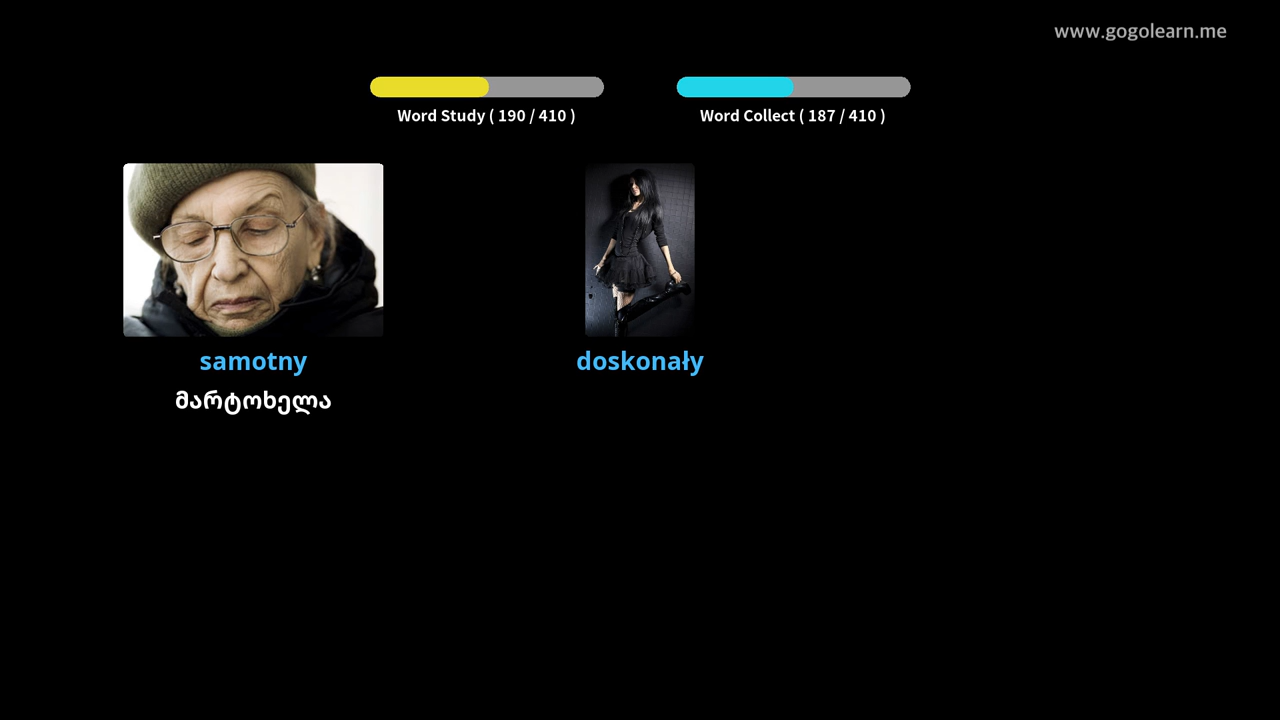 www.gogolearn.me
Word Study ( 190 / 410 )
Word Collect ( 187 / 410 )
samotny
doskonały
მარტოხელა